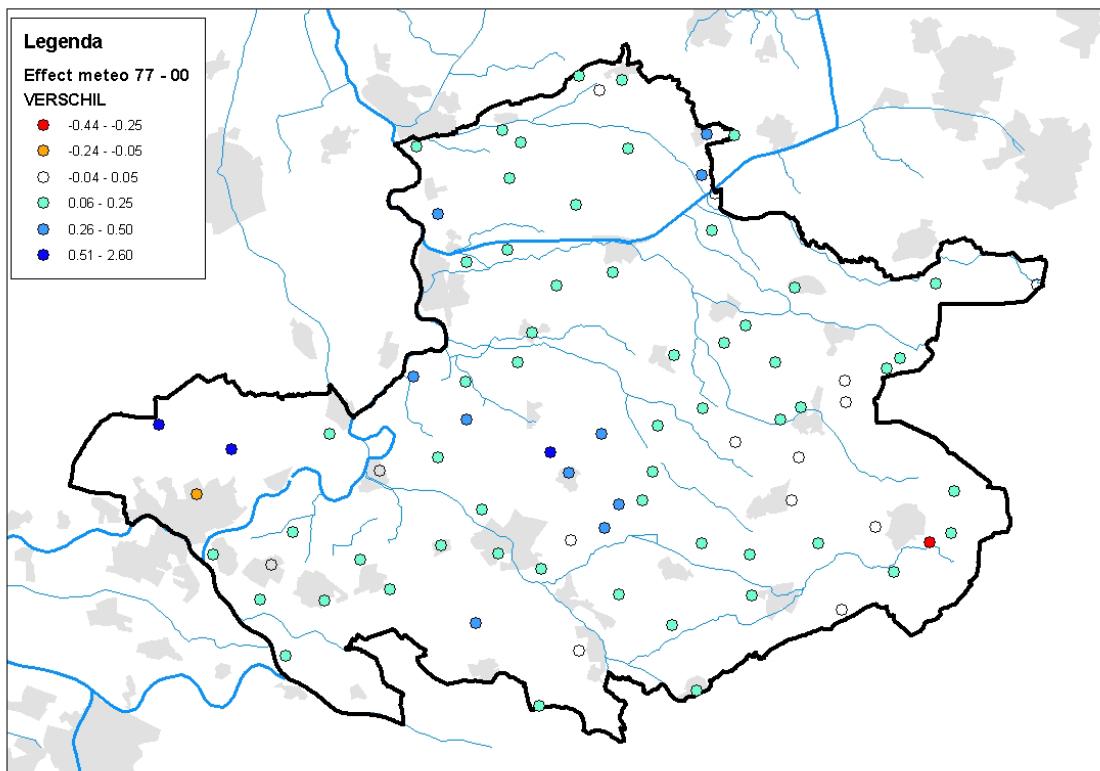 Legenda
Effect meteo 77 - 00
VERSCHIL
-0.44 - -0.25
-0.24 - -0.05
-0.04 - 0.05
0.06 - 0.25
0.26 - 0.50
0.51 - 2.60